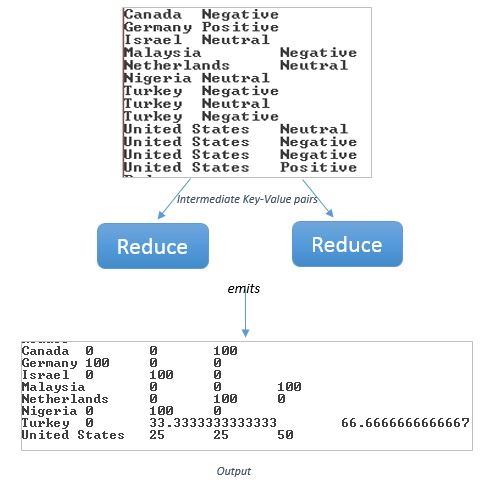 Canada Negative
Germany Positive
Israel Neutral
Malaysia Negative
Netherlands Neutral
Nigeria Neutral
Turkey Negative
Turkey Neutral
Turkey Negative
United States Neutral
United States Negative
United States Negative
United States Positive
Intermediate Key-Value pairs
Reduce Reduce
emits
Canada 0 0 100
Germany 100 0 0
Israel 0 100 0
Malaysia 0 0 100
Netherlands 0 100 0
Nigeria 0 100 0
Turkey 0 33.3333333333333 66.6666666666667
United States 25 25 50
Output